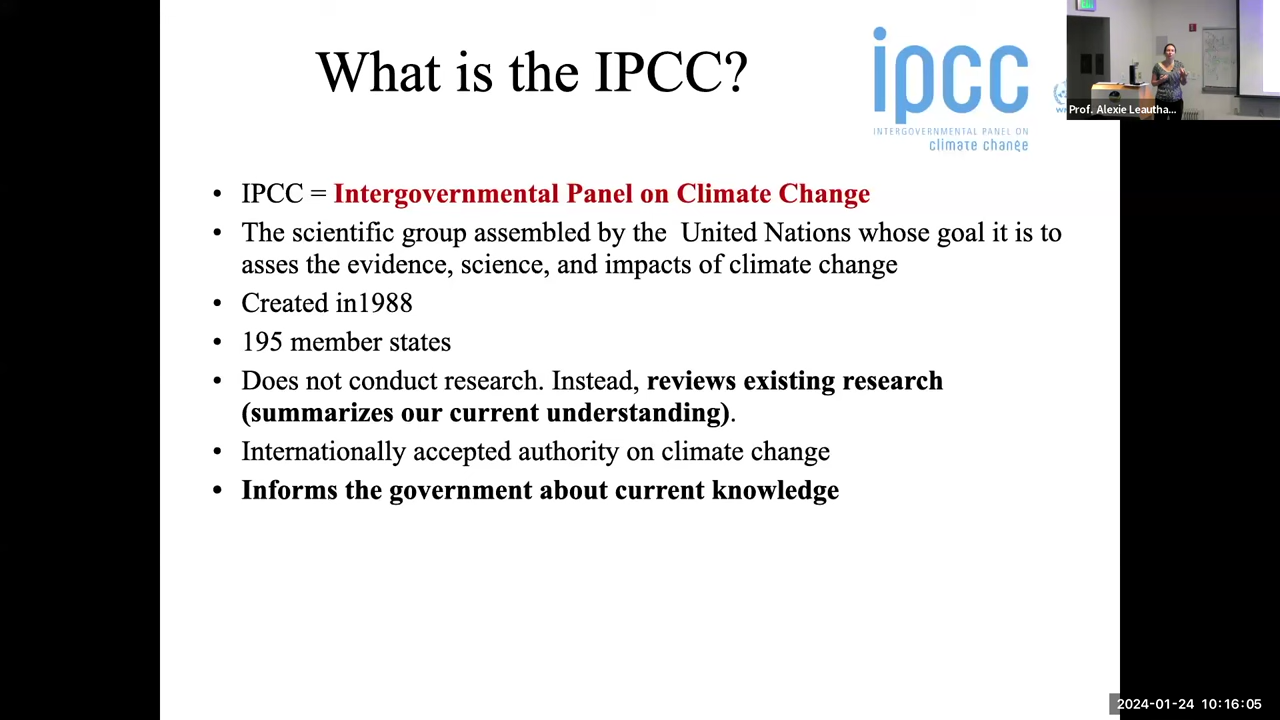 What is the IPCC?
ipcc
INTERGOVERNMENTAL PANEL ON
climate change
Prof. Alexie Leautha...
• IPCC = Intergovernmental Panel on Climate Change
• The scientific group assembled by the United Nations whose goal it is to
asses the evidence, science, and impacts of climate change
• Created in1988
• 195 member states
• Does not conduct research. Instead, reviews existing research
(summarizes our current understanding).
• Internationally accepted authority on climate change
• Informs the government about current knowledge
2024-01-24 10:16:05